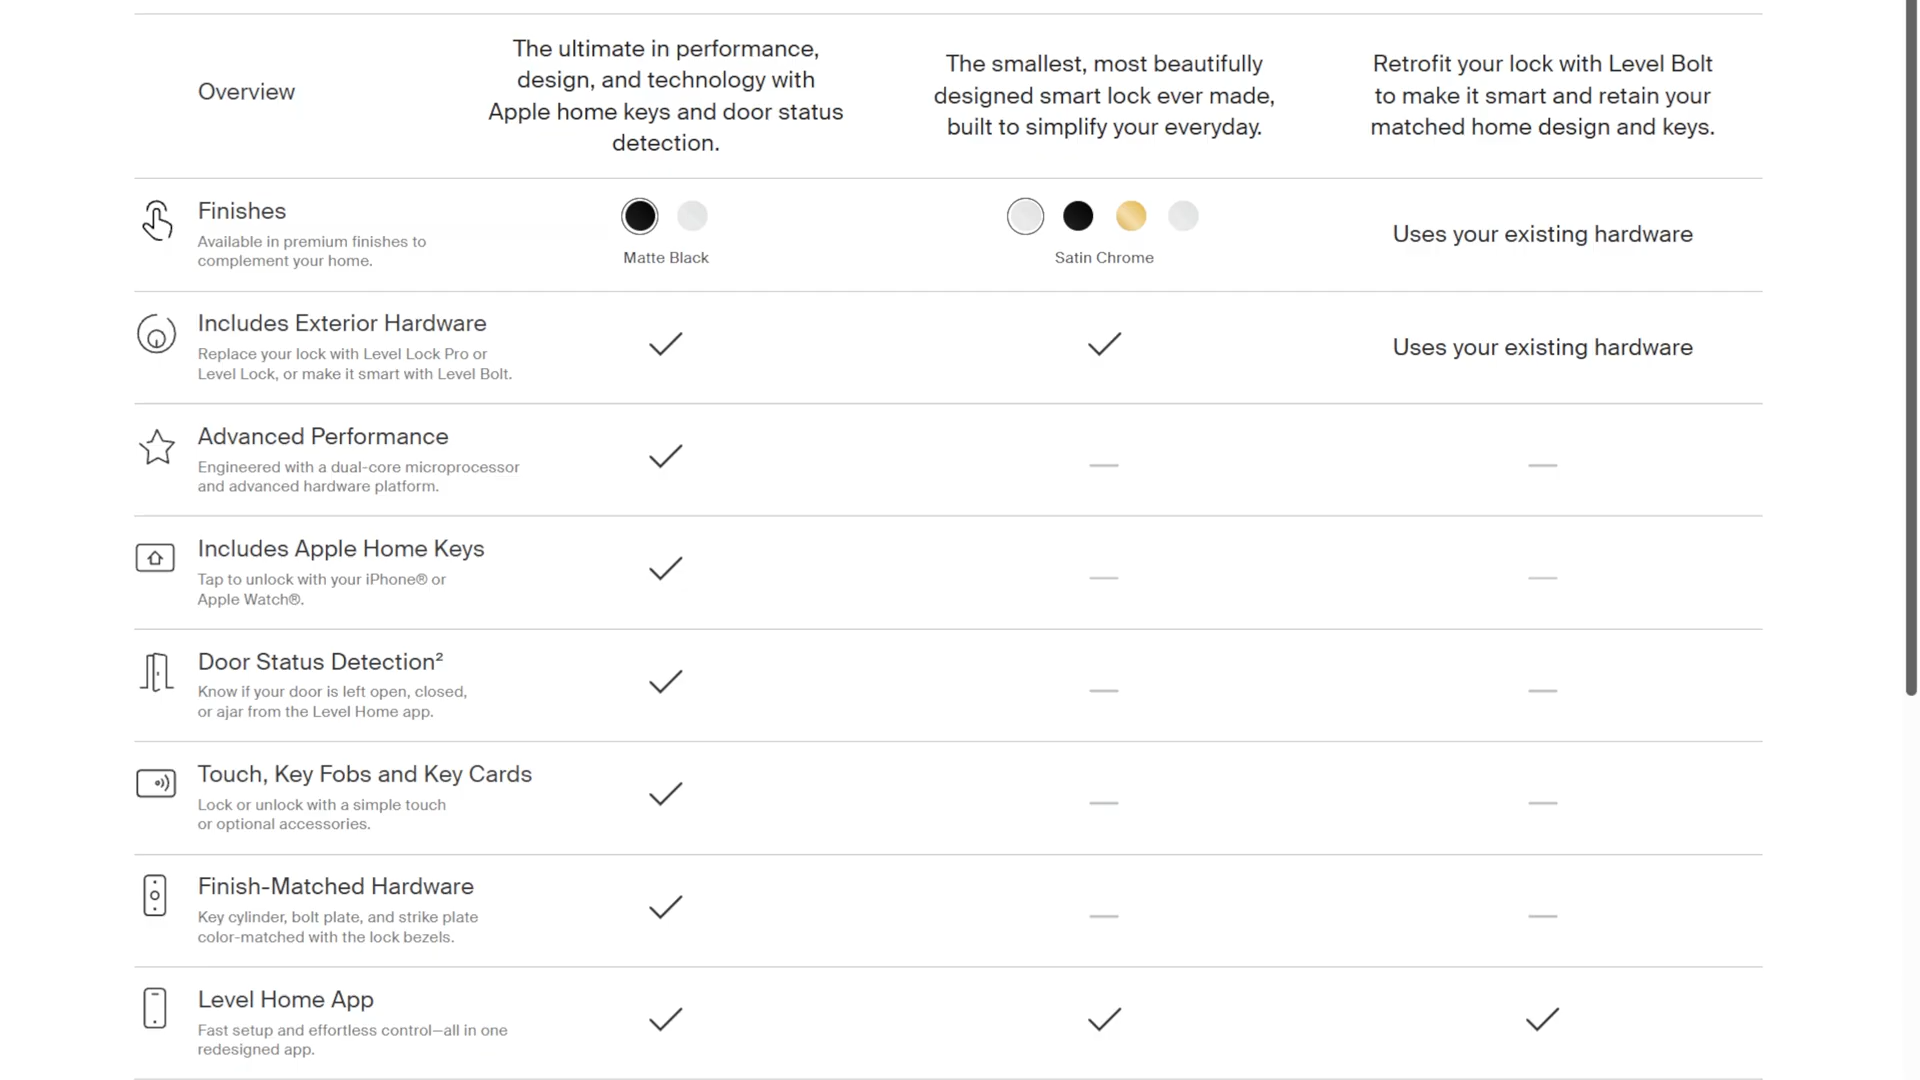 Overview
The ultimate in performance,
design, and technology with
Apple home keys and door status
detection.
The smallest, most beautifully
designed smart lock ever made,
built to simplify your everyday.
Retrofit your lock with Level Bolt
to make it smart and retain your
matched home design and keys.
Finishes
Available in premium finishes to
complement your home.
Matte Black
Satin Chrome
Uses your existing hardware
Includes Exterior Hardware
Replace your lock with Level Lock Pro or
Level Lock, or make it smart with Level Bolt.
Uses your existing hardware
Advanced Performance
Engineered with a dual-core microprocessor
and advanced hardware platform.
Includes Apple Home Keys
Tap to unlock with your iPhone® or
Apple Watch®.
Door Status Detection²
Know if your door is left open, closed,
or ajar from the Level Home app.
Touch, Key Fobs and Key Cards
Lock or unlock with a simple touch
or optional accessories.
Finish-Matched Hardware
Key cylinder, bolt plate, and strike plate
color-matched with the lock bezels.
Level Home App
Fast setup and effortless control—all in one
redesigned app.